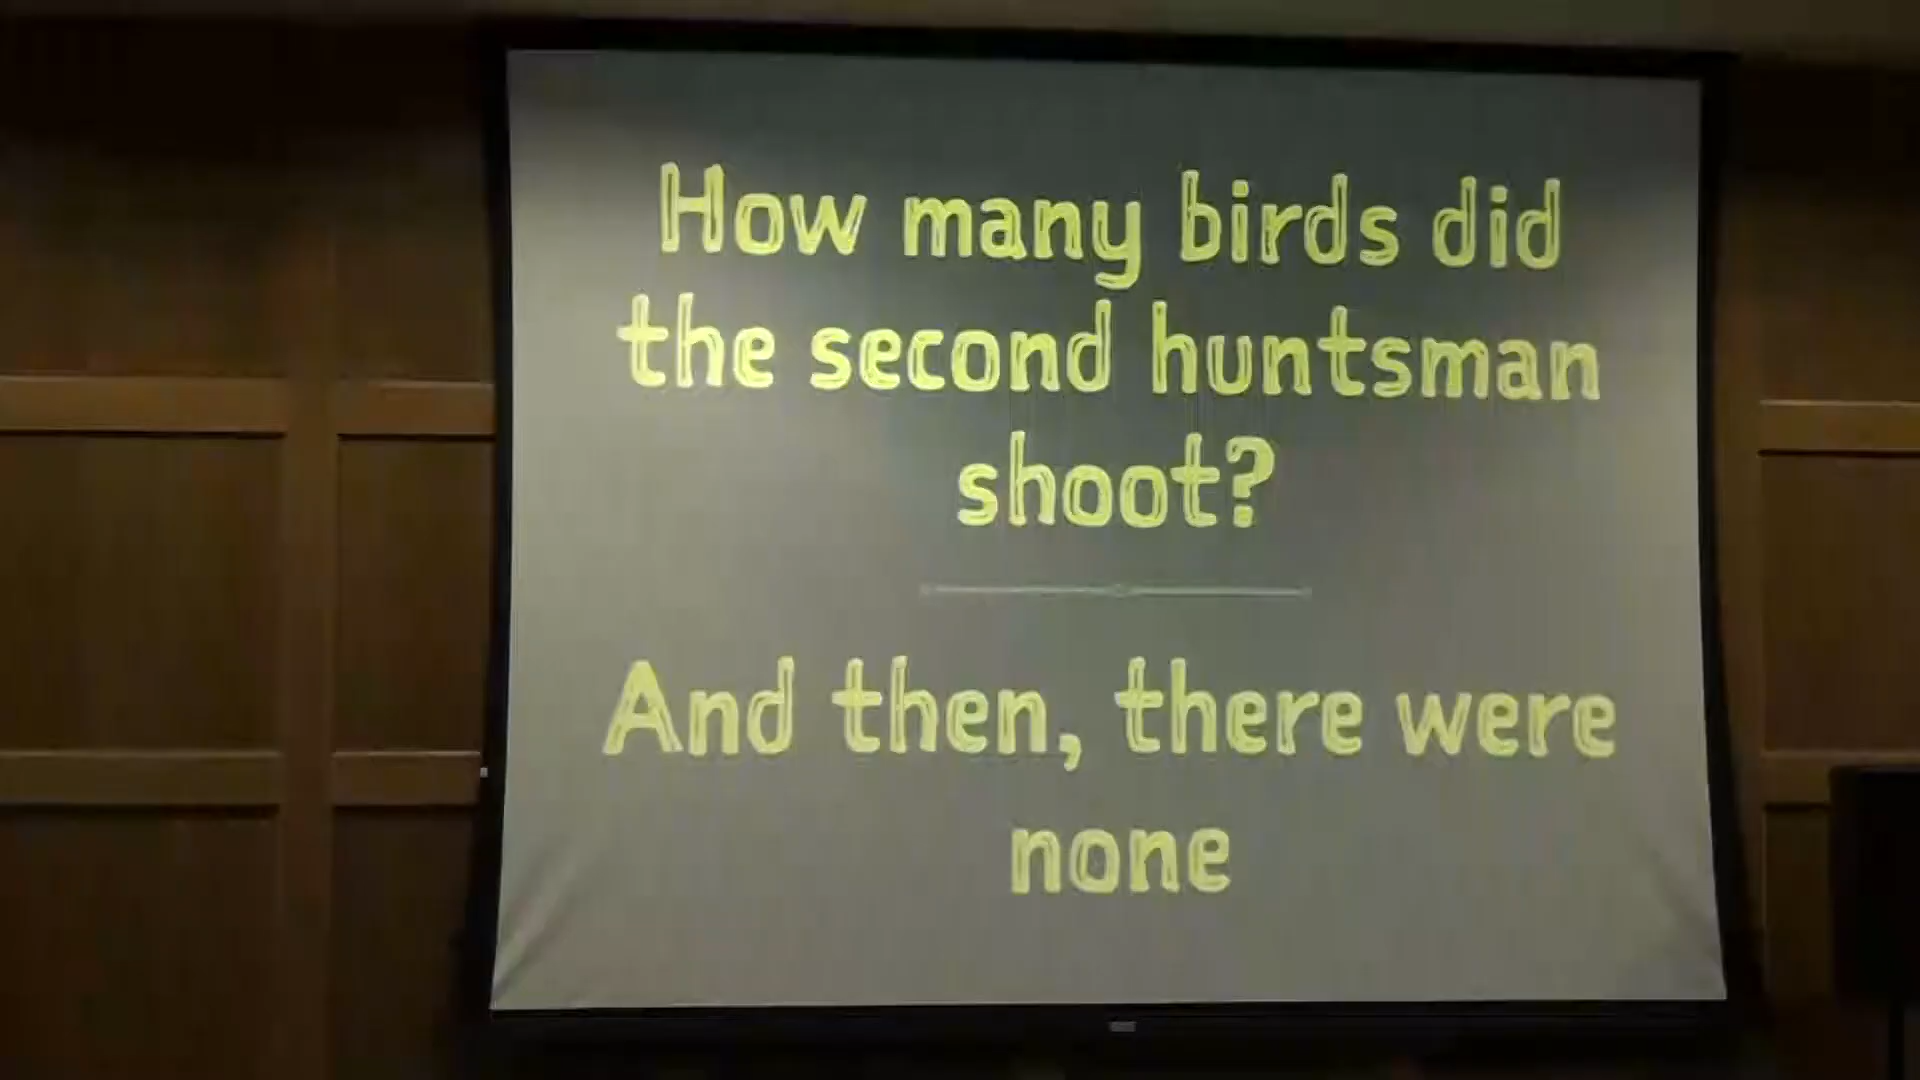 How many birds did
the second huntsman
shoot?
And then, there were
none